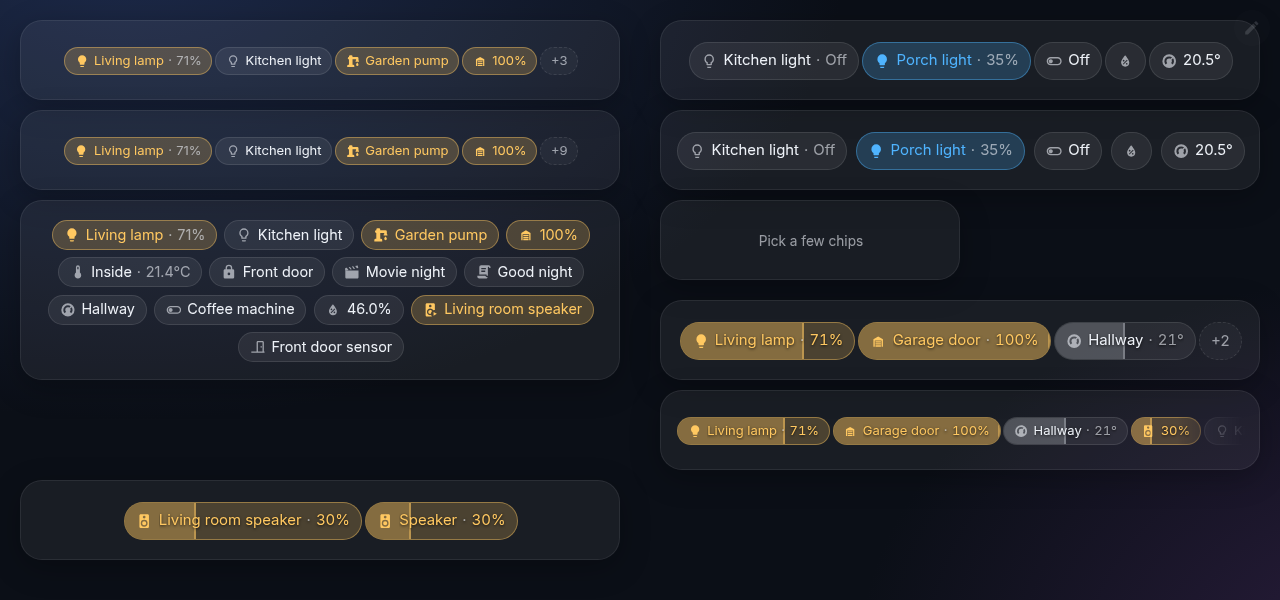 Living lamp · 71% Kitchen light Garden pump 100% +3
Living lamp · 71% Kitchen light Garden pump 100% +9
Living lamp · 71% Kitchen light Garden pump 100%
Inside · 21.4°C Front door Movie night Good night
Hallway Coffee machine 46.0% Living room speaker
Front door sensor
Living room speaker · 30% Speaker · 30%
Kitchen light · Off Porch light · 35% Off 20.5°
Kitchen light · Off Porch light · 35% Off 20.5°
Pick a few chips
Living lamp · 71% Garage door · 100% Hallway · 21° +2
Living lamp · 71% Garage door · 100% Hallway · 21° 30% K